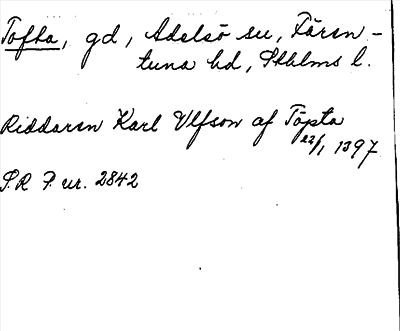 Tofta, gd, Adelsö sn, Fären-
tuna hd, Sthlms l.
Riddaren Karl Ulfson af Töpta
22/1 1397
S.R P. nr. 2842